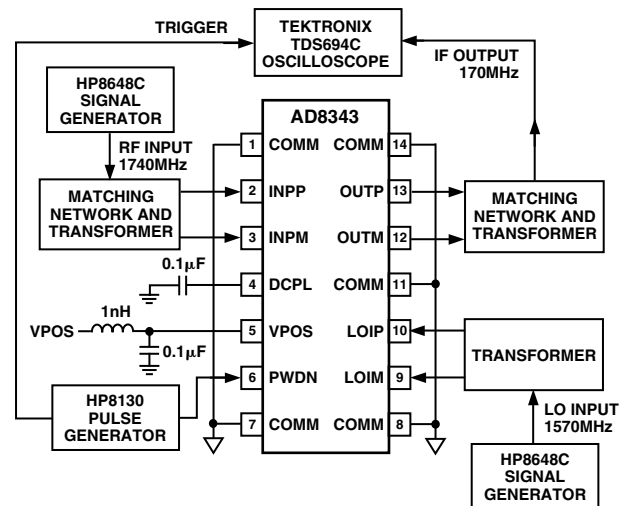 TRIGGER
TEKTRONIX
TDS694C
OSCILLOSCOPE
IF OUTPUT
170MHz
HP8648C
SIGNAL
GENERATOR
RF INPUT
1740MHz
MATCHING
NETWORK AND
TRANSFORMER
AD8343
1 COMM COMM 14
2 INPP OUTP 13
3 INPM OUTM 12
4 DCPL COMM 11
5 VPOS LOIP 10
6 PWDN LOIM 9
7 COMM COMM 8
MATCHING
NETWORK AND
TRANSFORMER
0.1μF
1nH
VPOS
0.1μF
HP8130
PULSE
GENERATOR
TRANSFORMER
LO INPUT
1570MHz
HP8648C
SIGNAL
GENERATOR